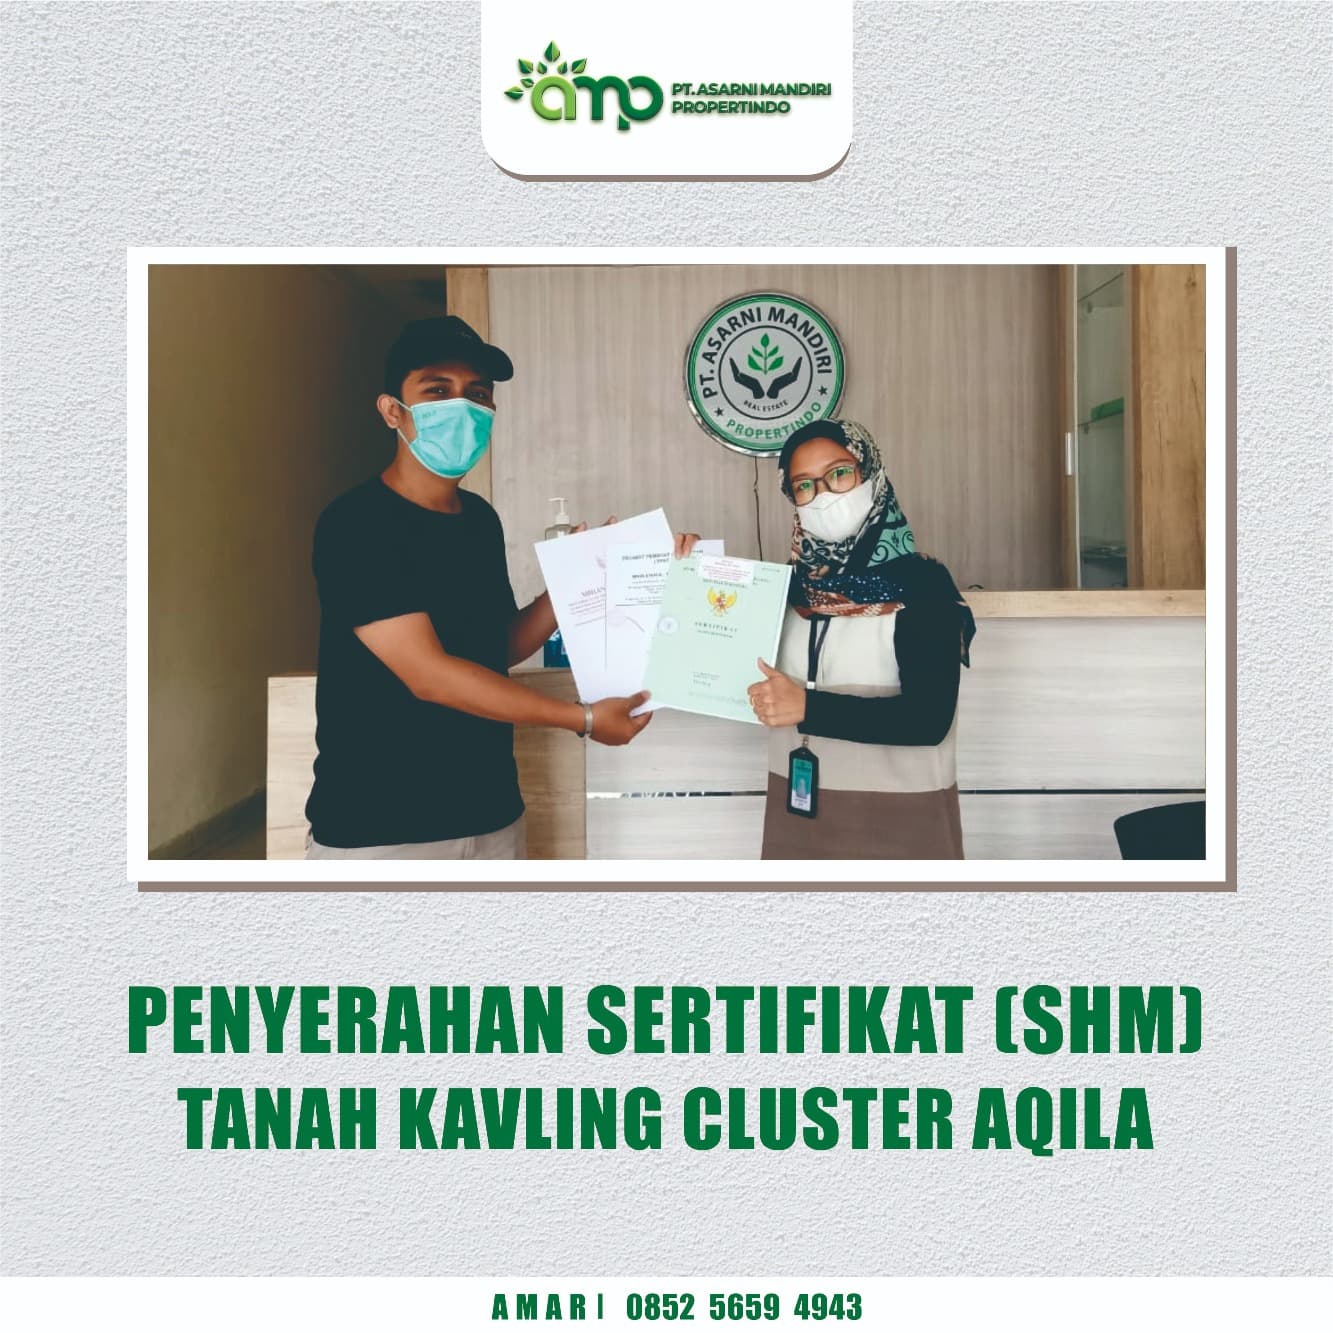 amp PT. ASARNI MANDIRI
PROPERTINDO
PT. ASARNI MANDIRI
REAL ESTATE
★ PROPERTINDO ★
SERTIFIKAT
PENYERAHAN SERTIFIKAT (SHM)
TANAH KAVLING CLUSTER AQILA
AMARI 0852 5659 4943